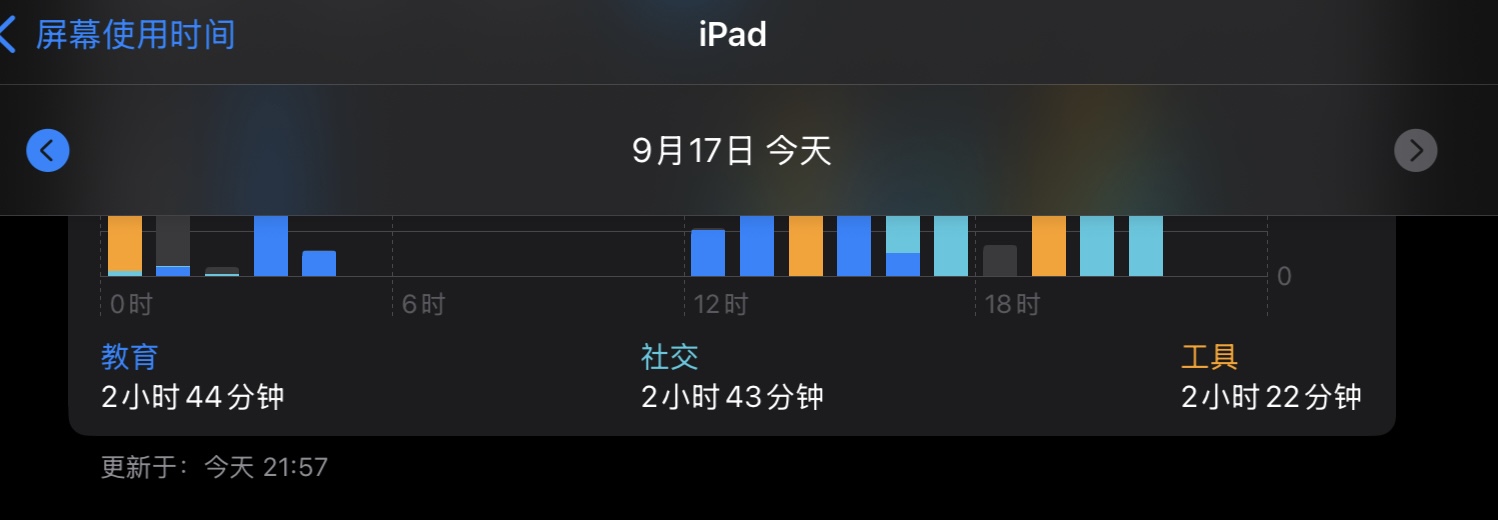 屏幕使用时间 iPad
9月17日 今天
0
0时 6时 12时 18时
教育 社交 工具
2小时44分钟 2小时43分钟 2小时22分钟
更新于：今天 21:57